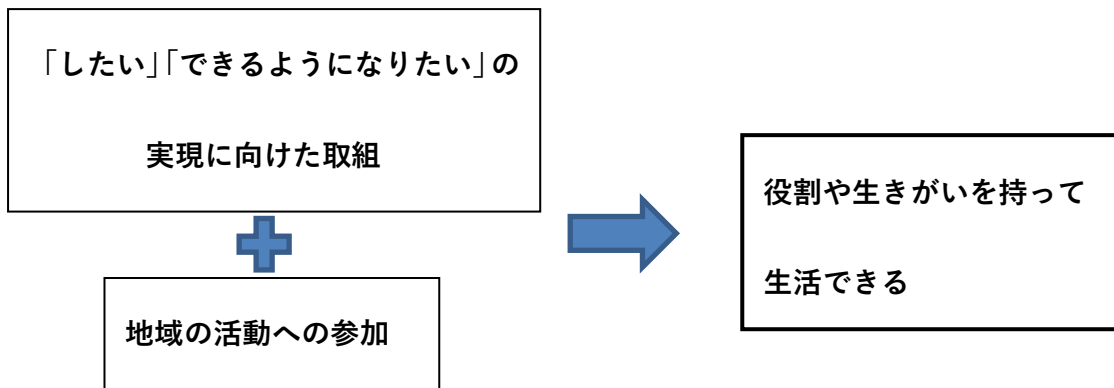 「したい」「できるようになりたい」の
実現に向けた取組
地域の活動への参加
役割や生きがいを持って
生活できる